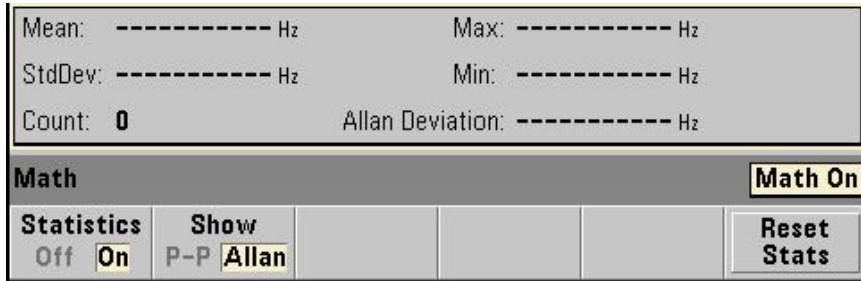 Mean: ----------- Hz Max: ----------- Hz
StdDev: ----------- Hz Min: ----------- Hz
Count: 0 Allan Deviation: ----------- Hz
Math Math On
Statistics Show Reset
Off On P-P Allan Stats